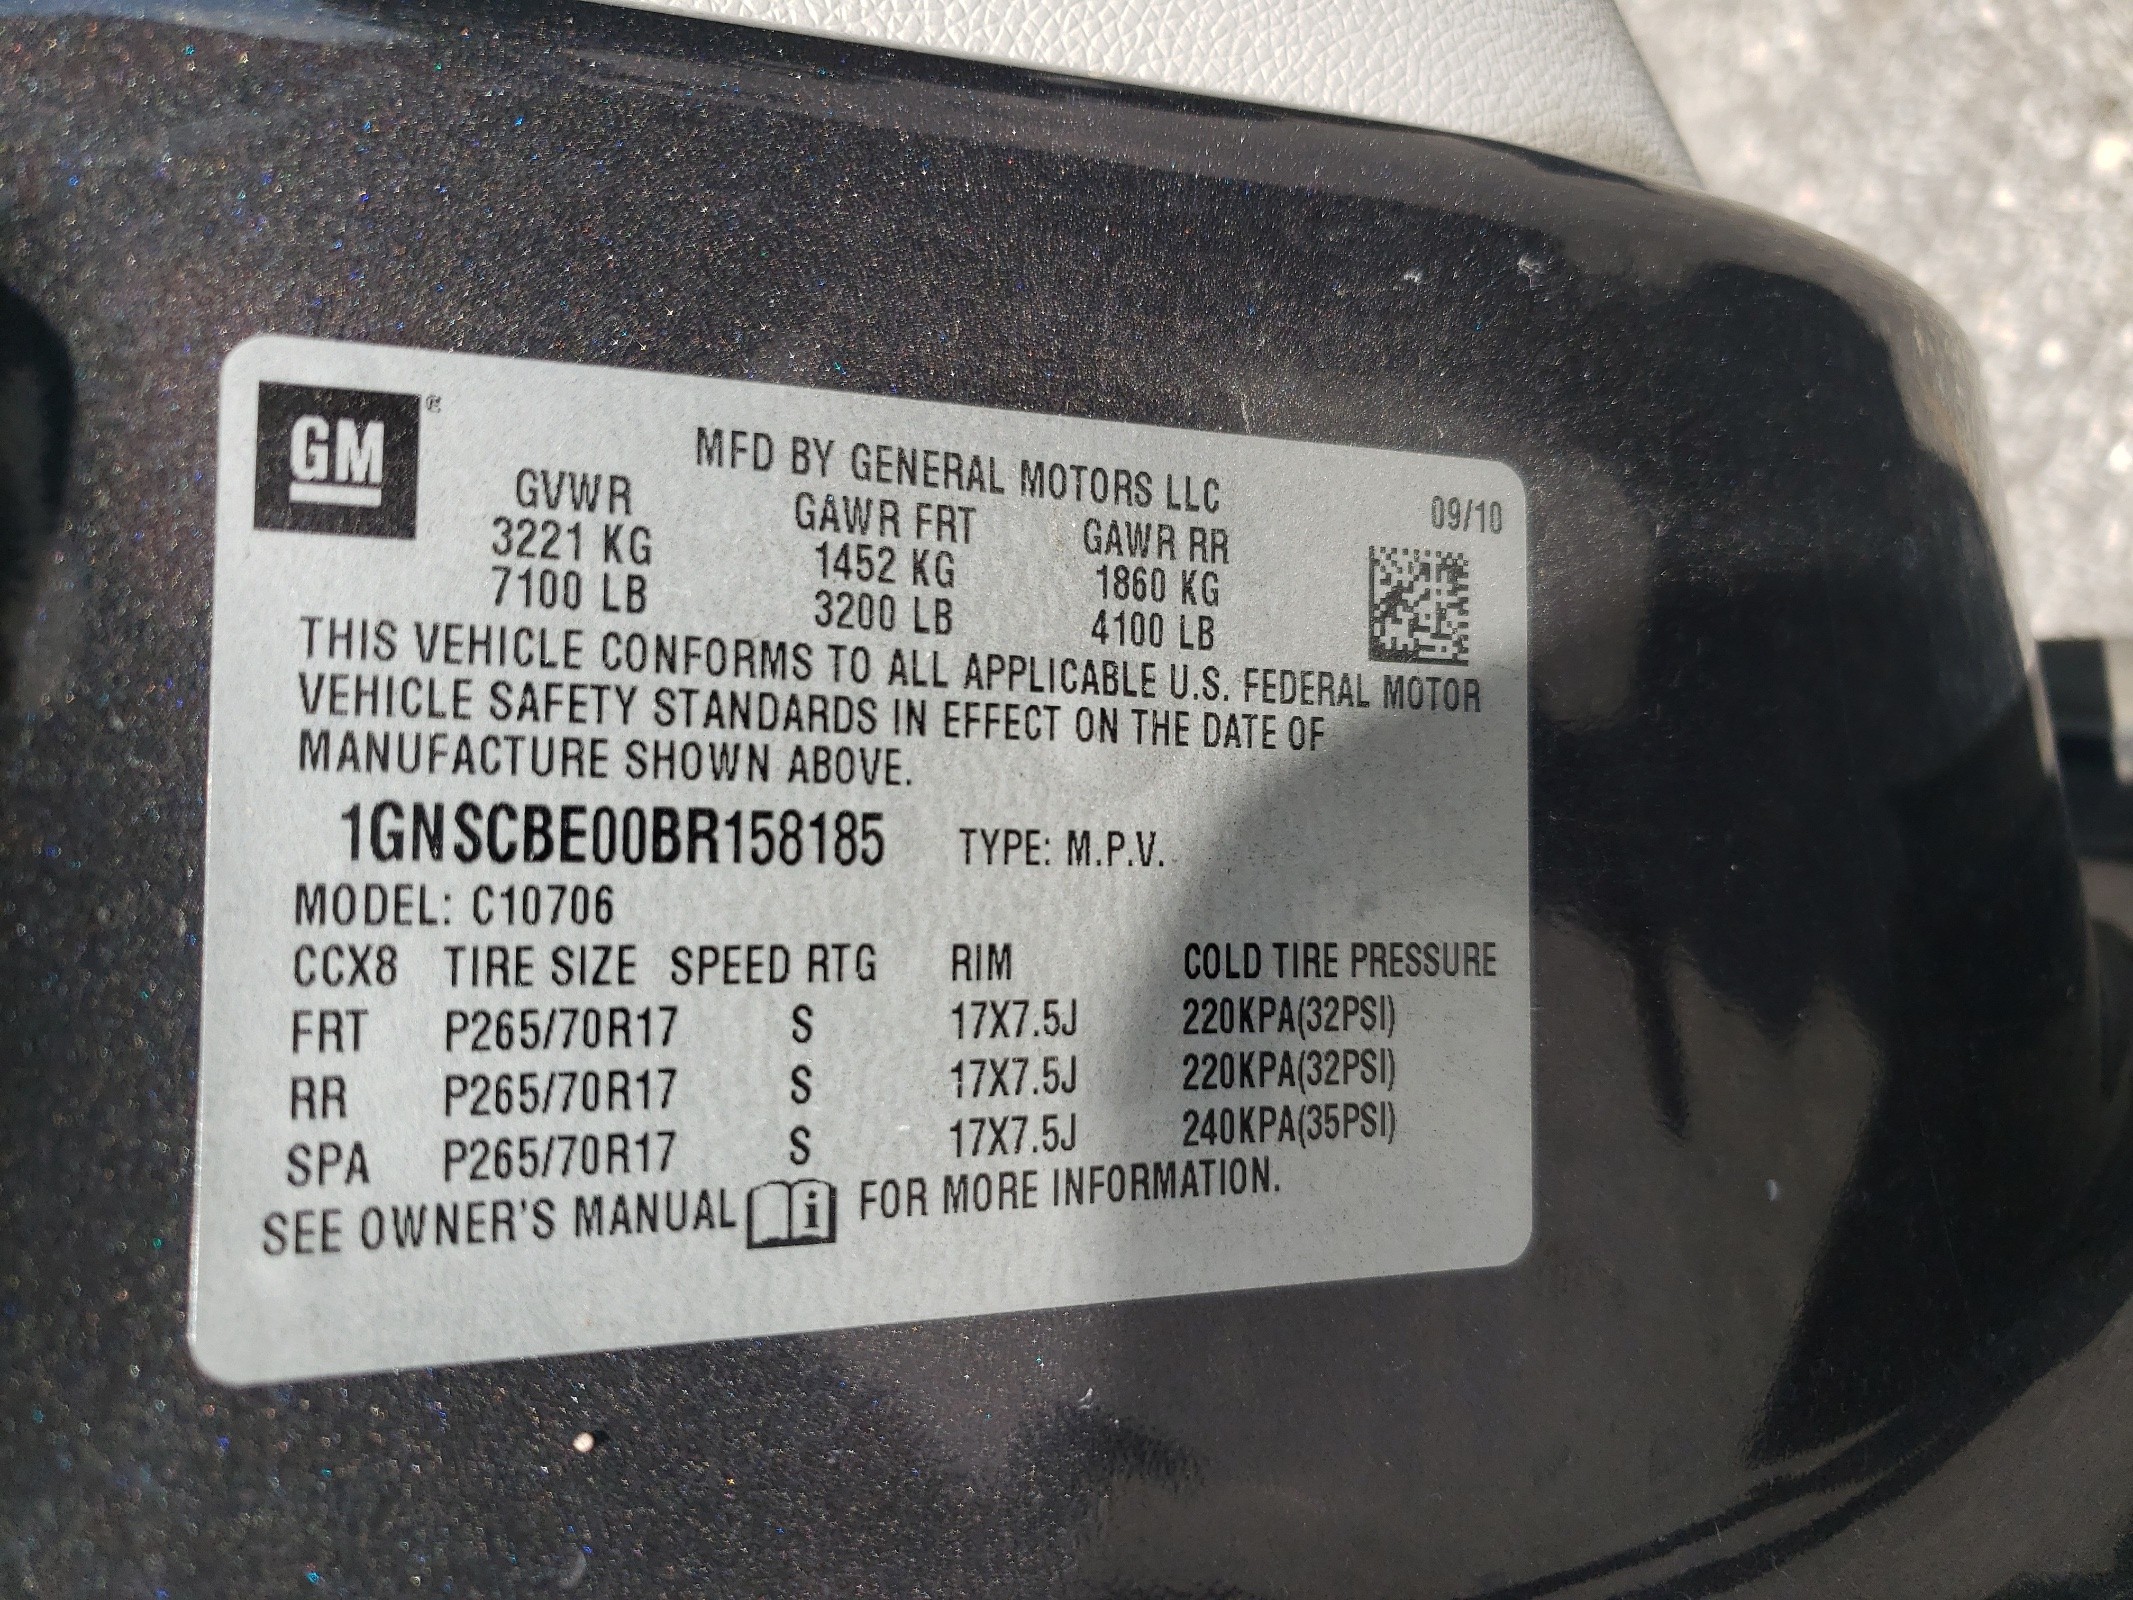 GM ®
MFD BY GENERAL MOTORS LLC
09/10
GVWR GAWR FRT GAWR RR
3221 KG 1452 KG 1860 KG
7100 LB 3200 LB 4100 LB
THIS VEHICLE CONFORMS TO ALL APPLICABLE U.S. FEDERAL MOTOR
VEHICLE SAFETY STANDARDS IN EFFECT ON THE DATE OF
MANUFACTURE SHOWN ABOVE.
1GNSCBE00BR158185 TYPE: M.P.V.
MODEL: C10706
CCX8 TIRE SIZE SPEED RTG RIM COLD TIRE PRESSURE
FRT P265/70R17 S 17X7.5J 220KPA(32PSI)
RR P265/70R17 S 17X7.5J 220KPA(32PSI)
SPA P265/70R17 S 17X7.5J 240KPA(35PSI)
SEE OWNER'S MANUAL i FOR MORE INFORMATION.